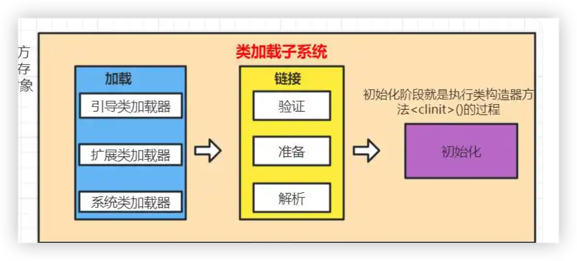 方
存
象
类加载子系统
加载
引导类加载器
扩展类加载器
系统类加载器
链接
验证
准备
解析
初始化阶段就是执行类构造器方
法<clinit>()的过程
初始化